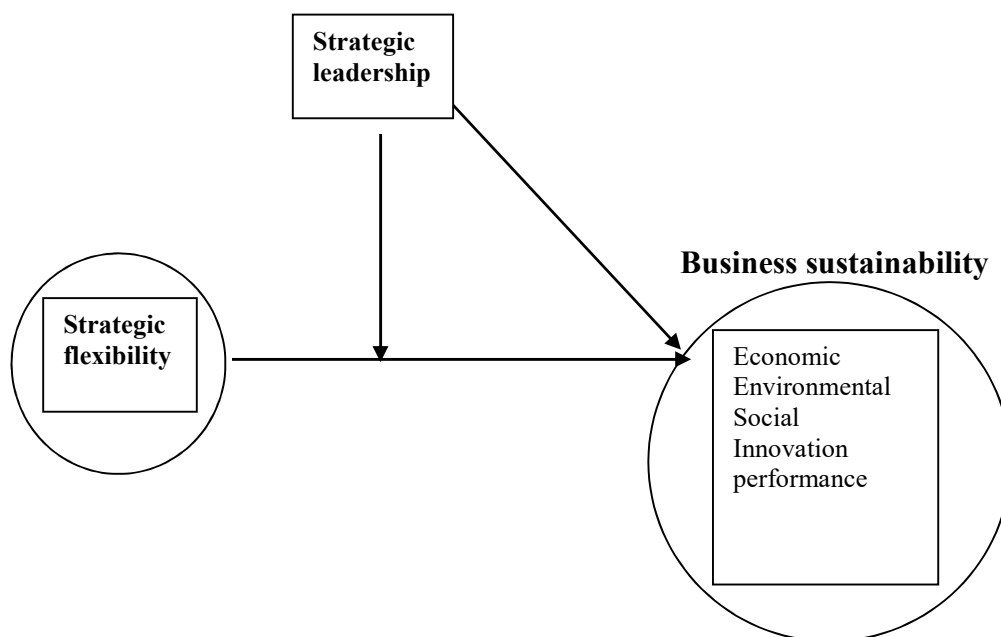 Strategic
leadership
Business sustainability
Strategic
flexibility
Economic
Environmental
Social
Innovation
performance